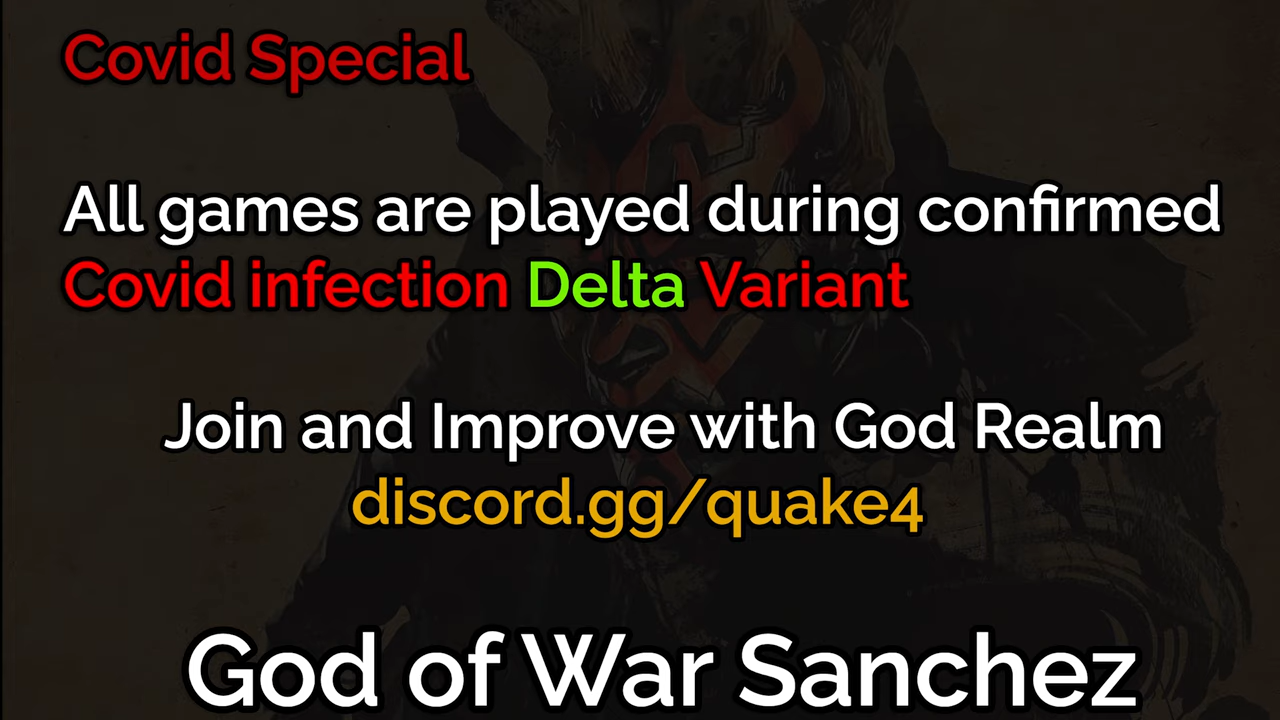 Covid Special
All games are played during confirmed
Covid infection Delta Variant
Join and Improve with God Realm
discord.gg/quake4
God of War Sanchez